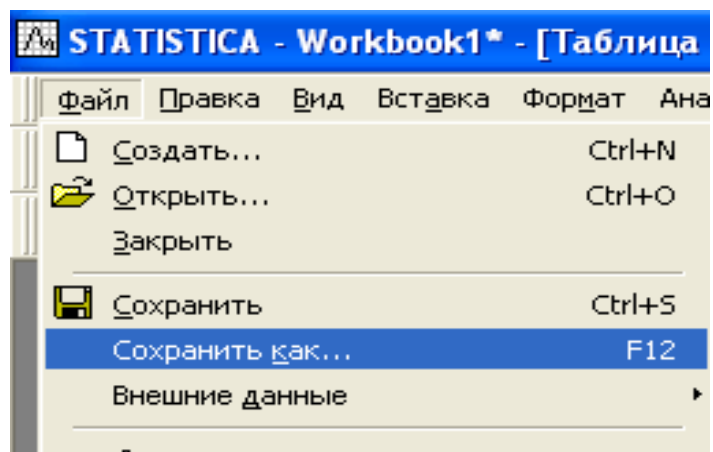 STATISTICA - Workbook1* - [Таблица
Файл Правка Вид Вставка Формат Ана
Создать... Ctrl+N
Открыть... Ctrl+O
Закрыть
Сохранить Ctrl+S
Сохранить как... F12
Внешние данные